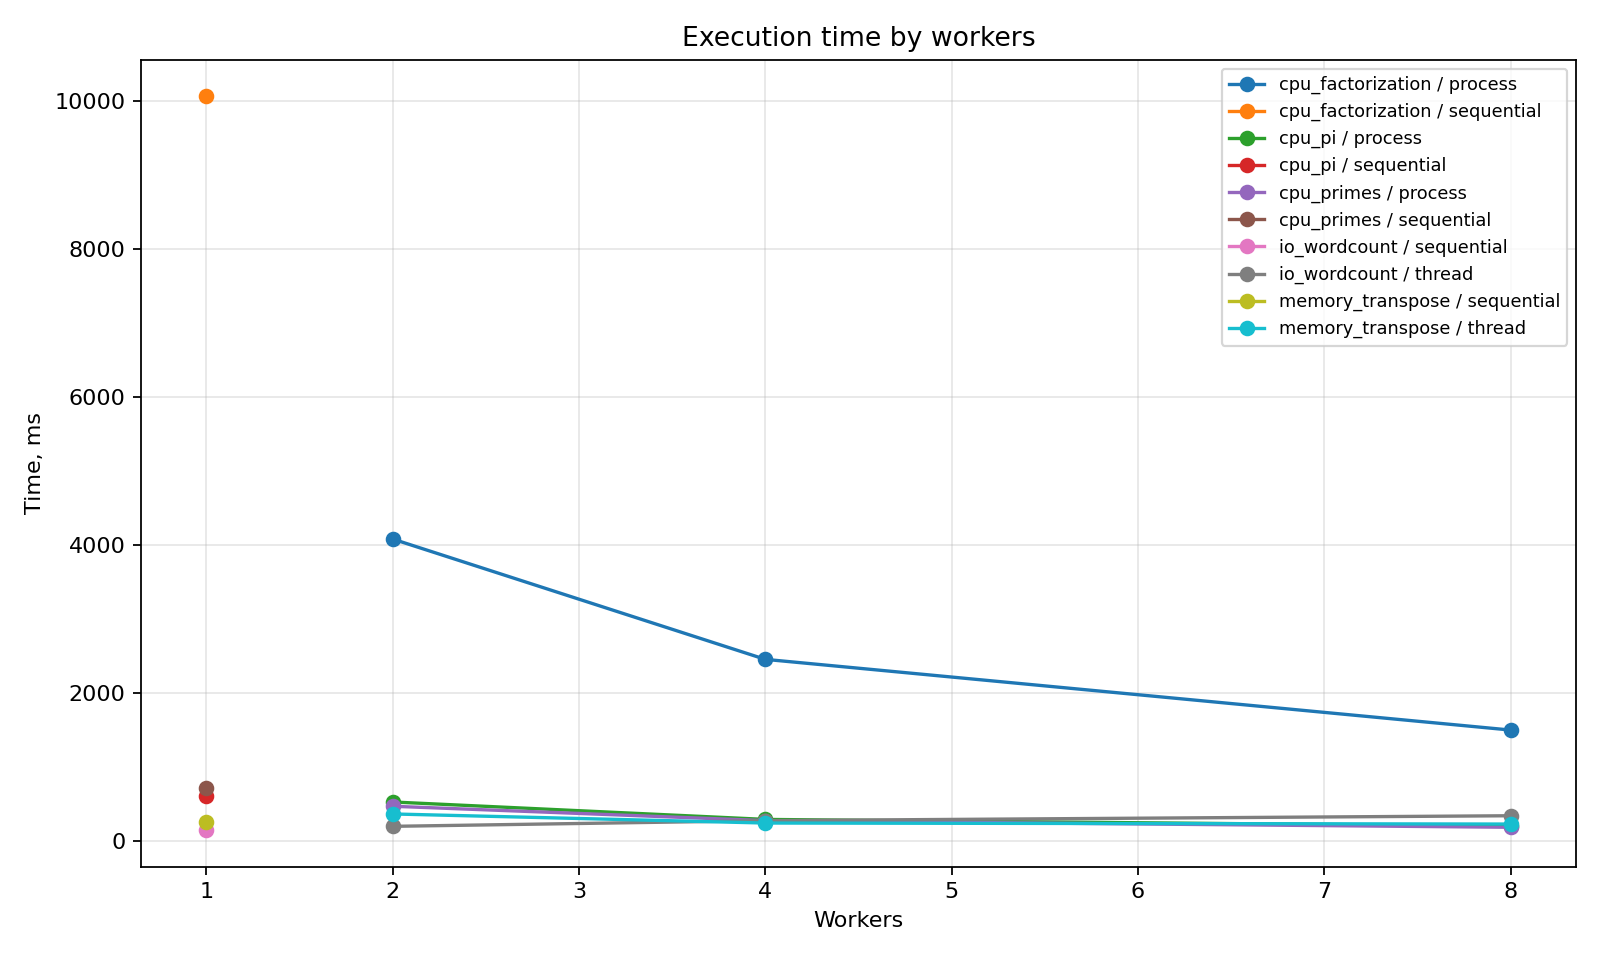 Execution time by workers
10000
8000
6000
4000
2000
0
Time, ms
cpu_factorization / process
cpu_factorization / sequential
cpu_pi / process
cpu_pi / sequential
cpu_primes / process
cpu_primes / sequential
io_wordcount / sequential
io_wordcount / thread
memory_transpose / sequential
memory_transpose / thread
1 2 3 4 5 6 7 8
Workers